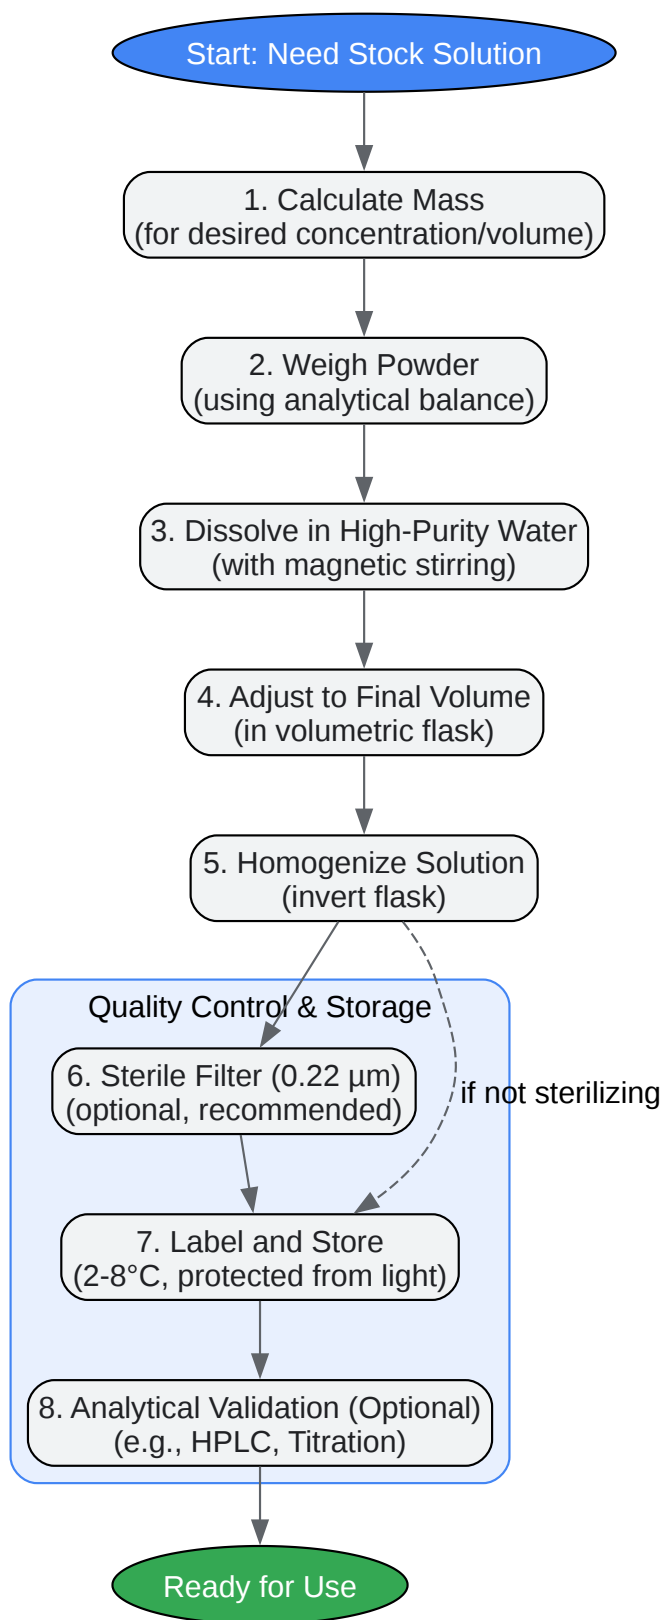 Start: Need Stock Solution
1. Calculate Mass
(for desired concentration/volume)
2. Weigh Powder
(using analytical balance)
3. Dissolve in High-Purity Water
(with magnetic stirring)
4. Adjust to Final Volume
(in volumetric flask)
5. Homogenize Solution
(invert flask)
Quality Control & Storage
6. Sterile Filter (0.22 µm)
(optional, recommended)
if not sterilizing
7. Label and Store
(2-8°C, protected from light)
8. Analytical Validation (Optional)
(e.g., HPLC, Titration)
Ready for Use